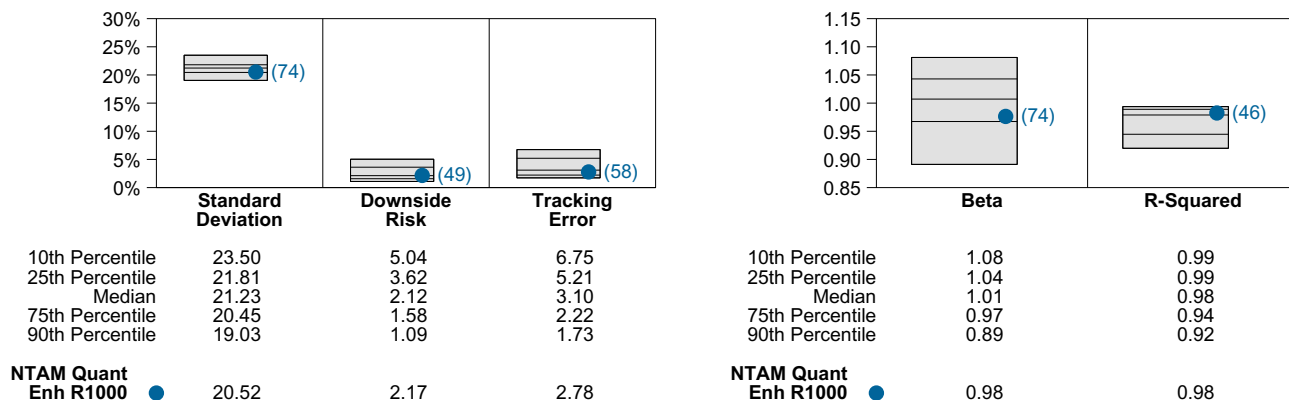 30%
25%
20%
15%
10%
5%
0%
(74)
(49)
(58)
Standard Deviation
Downside Risk
Tracking Error
10th Percentile 23.50 5.04 6.75
25th Percentile 21.81 3.62 5.21
Median 21.23 2.12 3.10
75th Percentile 20.45 1.58 2.22
90th Percentile 19.03 1.09 1.73
NTAM Quant
Enh R1000 20.52 2.17 2.78
1.15
1.10
1.05
1.00
0.95
0.90
0.85
(74)
(46)
Beta R-Squared
10th Percentile 1.08 0.99
25th Percentile 1.04 0.99
Median 1.01 0.98
75th Percentile 0.97 0.94
90th Percentile 0.89 0.92
NTAM Quant
Enh R1000 0.98 0.98